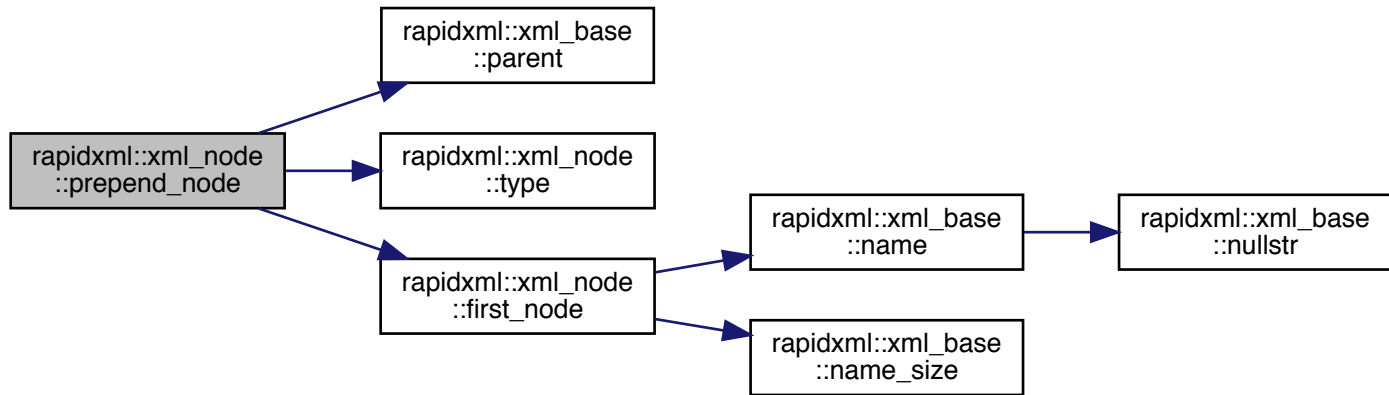 rapidxml::xml_base
::parent
rapidxml::xml_node
::prepend_node
rapidxml::xml_node
::type
rapidxml::xml_node
::first_node
rapidxml::xml_base
::name
rapidxml::xml_base
::nullstr
rapidxml::xml_base
::name_size